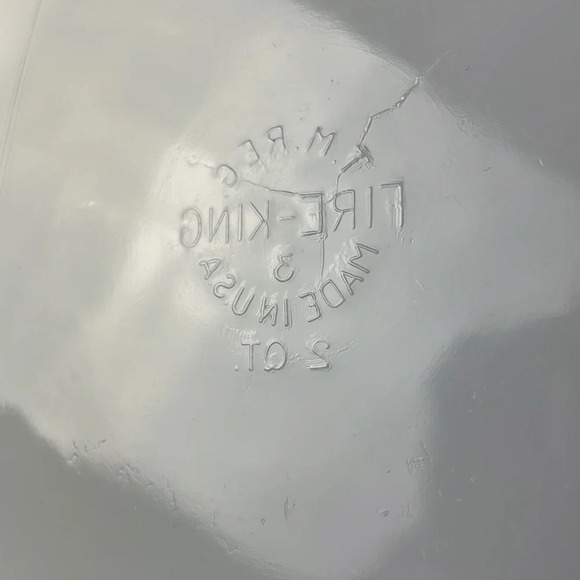 T.M. REG
FIRE-KING
3
MADE IN USA
2 QT.